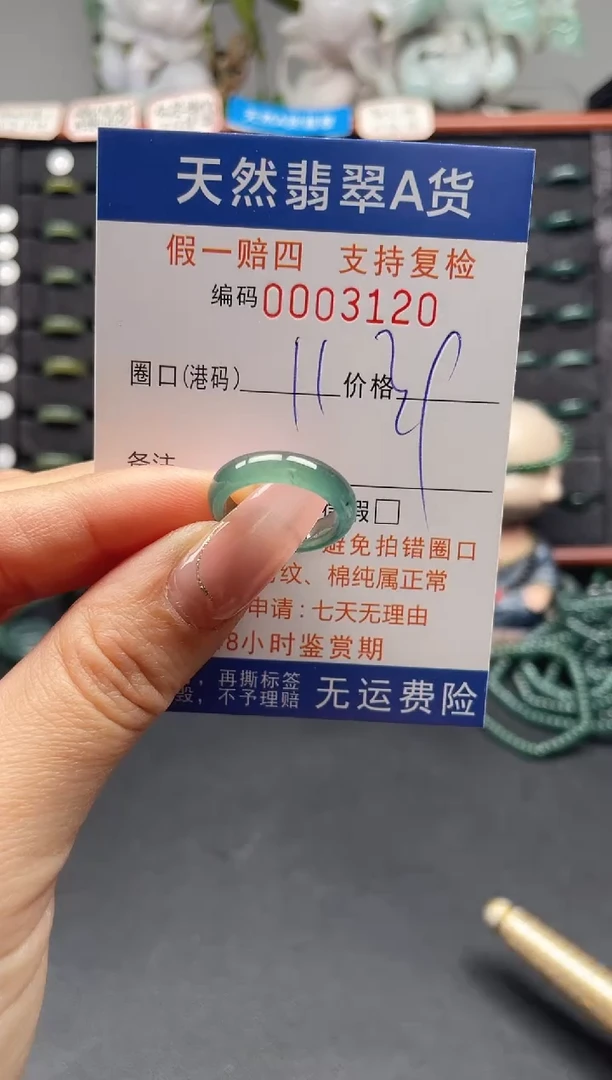 天然翡翠A货
假一赔四 支持复检
编码0003120
圈口(港码) 11 价格
备注
假□
避免拍错圈口
纹、棉纯属正常
申请：七天无理由
8小时鉴赏期
，再撕标签
毁，不予理赔
无运费险